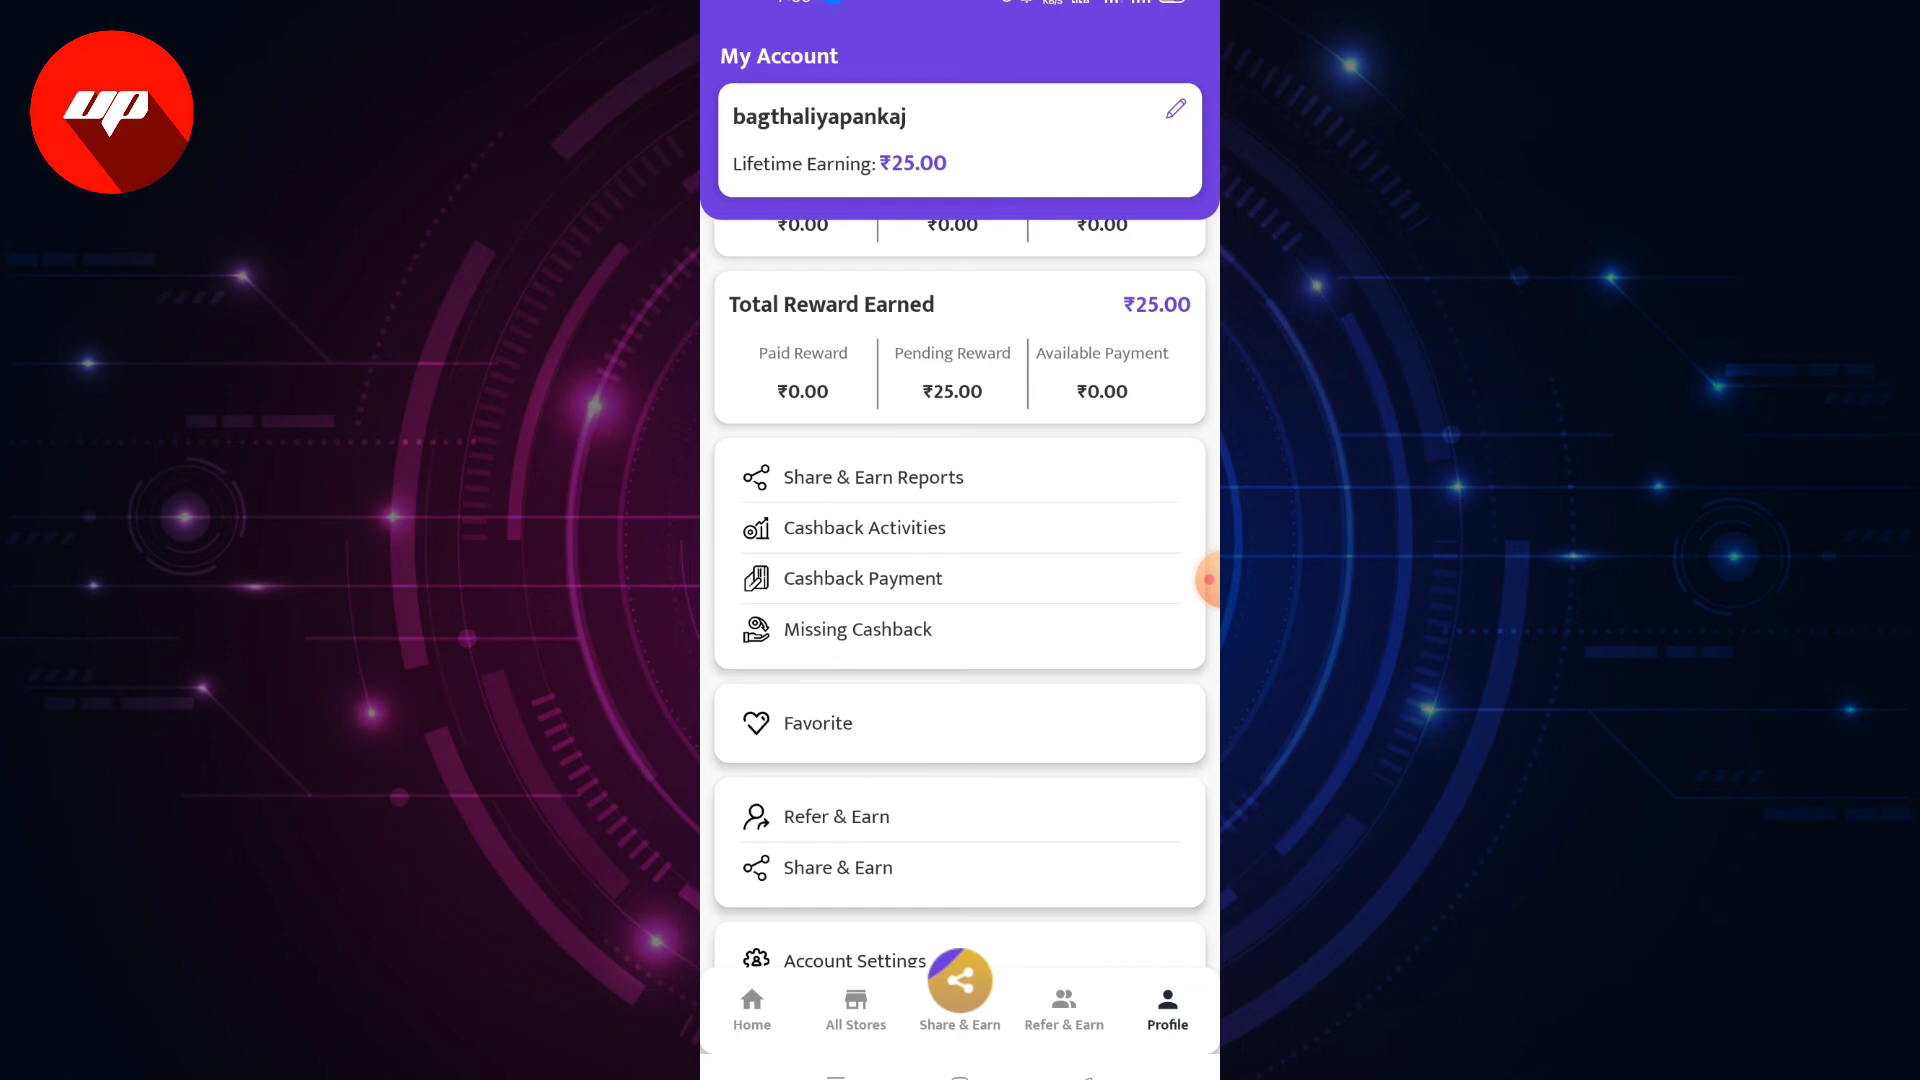 UP
My Account
bagthaliyapankaj
Lifetime Earning: ₹25.00
₹0.00 ₹0.00 ₹0.00
Total Reward Earned ₹25.00
Paid Reward Pending Reward Available Payment
₹0.00 ₹25.00 ₹0.00
Share & Earn Reports
Cashback Activities
Cashback Payment
Missing Cashback
Favorite
Refer & Earn
Share & Earn
Account Settings
Home All Stores Share & Earn Refer & Earn Profile